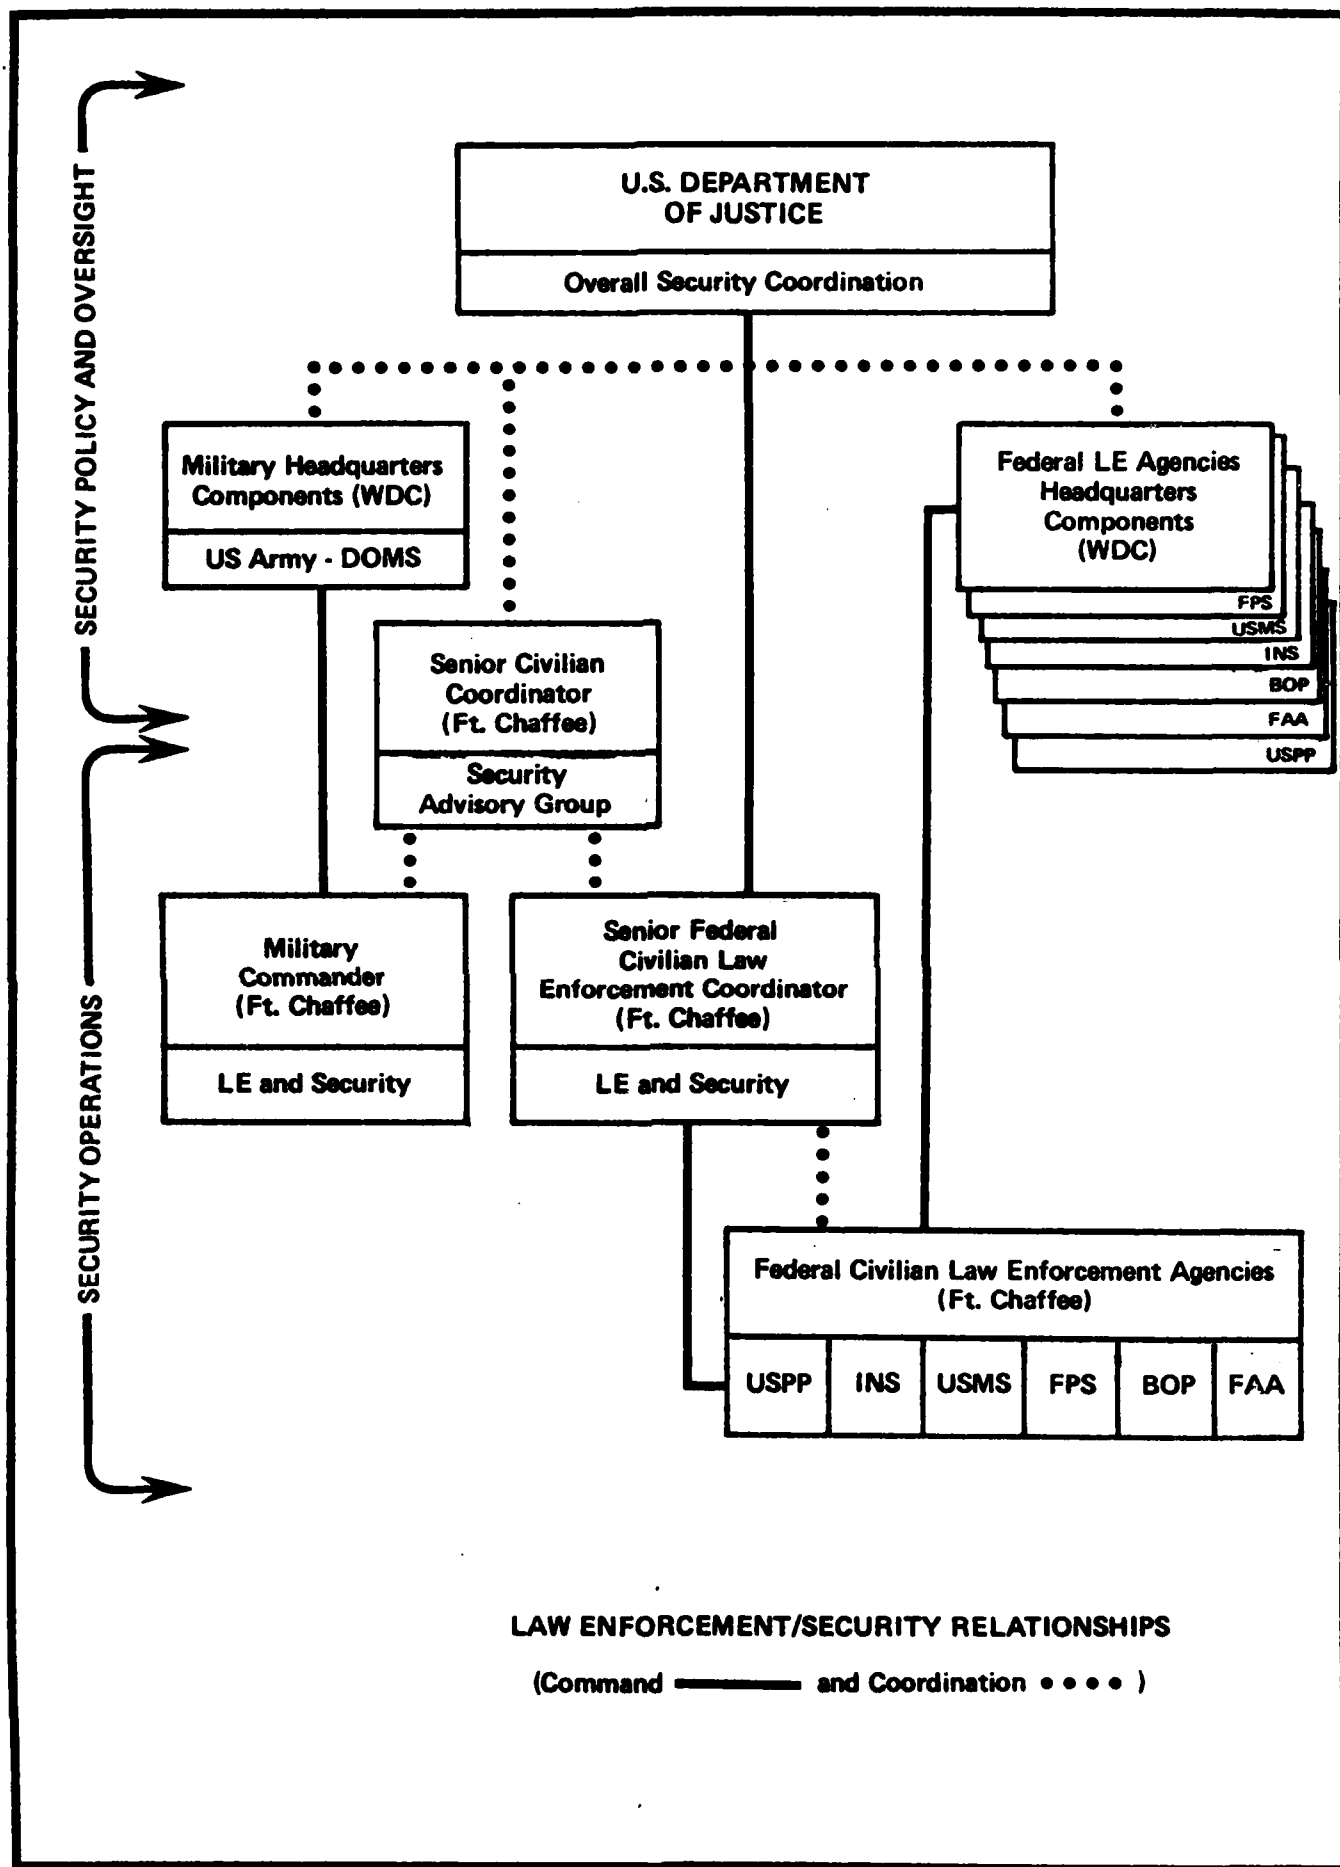 SECURITY POLICY AND OVERSIGHT
U.S. DEPARTMENT
OF JUSTICE
Overall Security Coordination
Military Headquarters
Components (WDC)
US Army - DOMS
Federal LE Agencies
Headquarters
Components
(WDC)
FPS
USMS
INS
BOP
FAA
USPP
Senior Civilian
Coordinator
(Ft. Chaffee)
Security
Advisory Group
SECURITY OPERATIONS
Military
Commander
(Ft. Chaffee)
LE and Security
Senior Federal
Civilian Law
Enforcement Coordinator
(Ft. Chaffee)
LE and Security
Federal Civilian Law Enforcement Agencies
(Ft. Chaffee)
USPP INS USMS FPS BOP FAA
LAW ENFORCEMENT/SECURITY RELATIONSHIPS
(Command and Coordination )